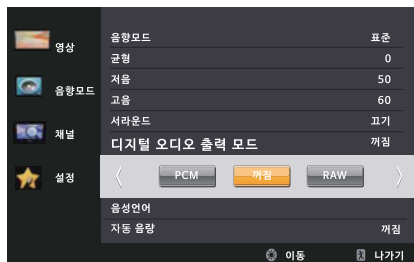 영상
음향모드
채널
설정
음향모드 표준
균형 0
저음 50
고음 60
서라운드 끄기
디지털 오디오 출력 모드 꺼짐
PCM 꺼짐 RAW
음성언어
자동 음량 꺼짐
이동 나가기